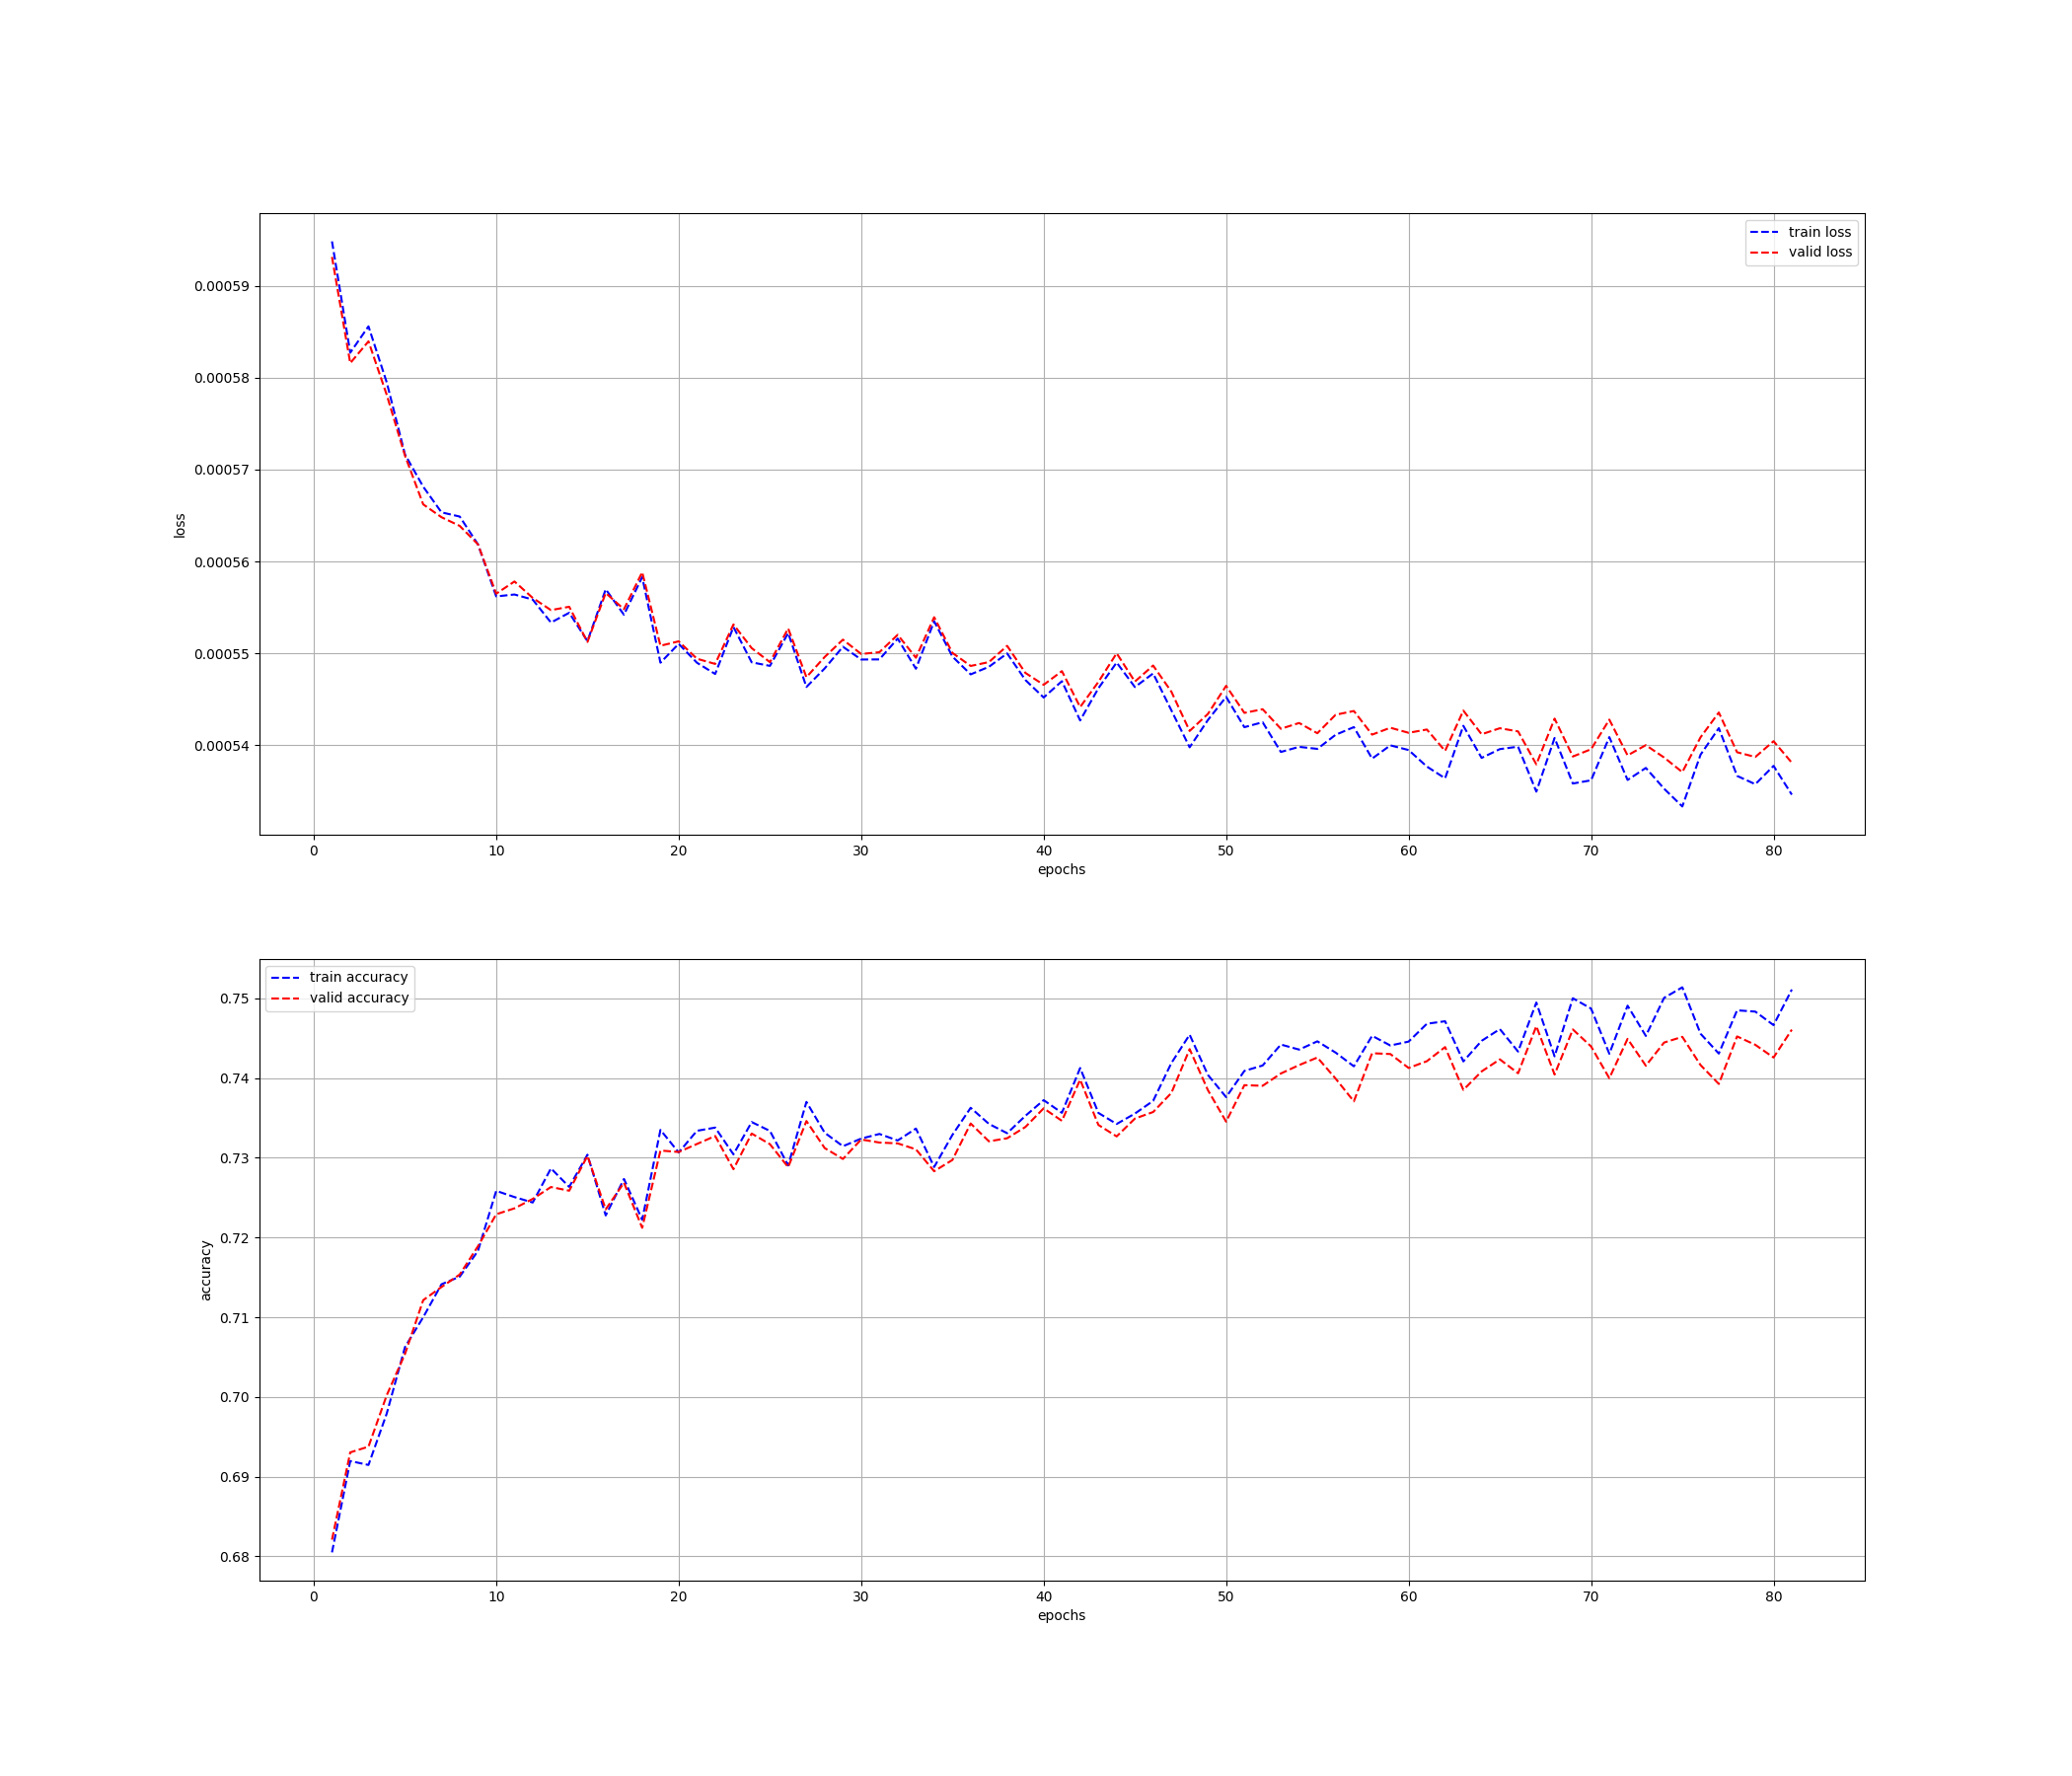 train loss
valid loss
0.00059
0.00058
0.00057
0.00056
0.00055
0.00054
loss
0 10 20 30 40 50 60 70 80
epochs
train accuracy
valid accuracy
0.75
0.74
0.73
0.72
0.71
0.70
0.69
0.68
accuracy
0 10 20 30 40 50 60 70 80
epochs